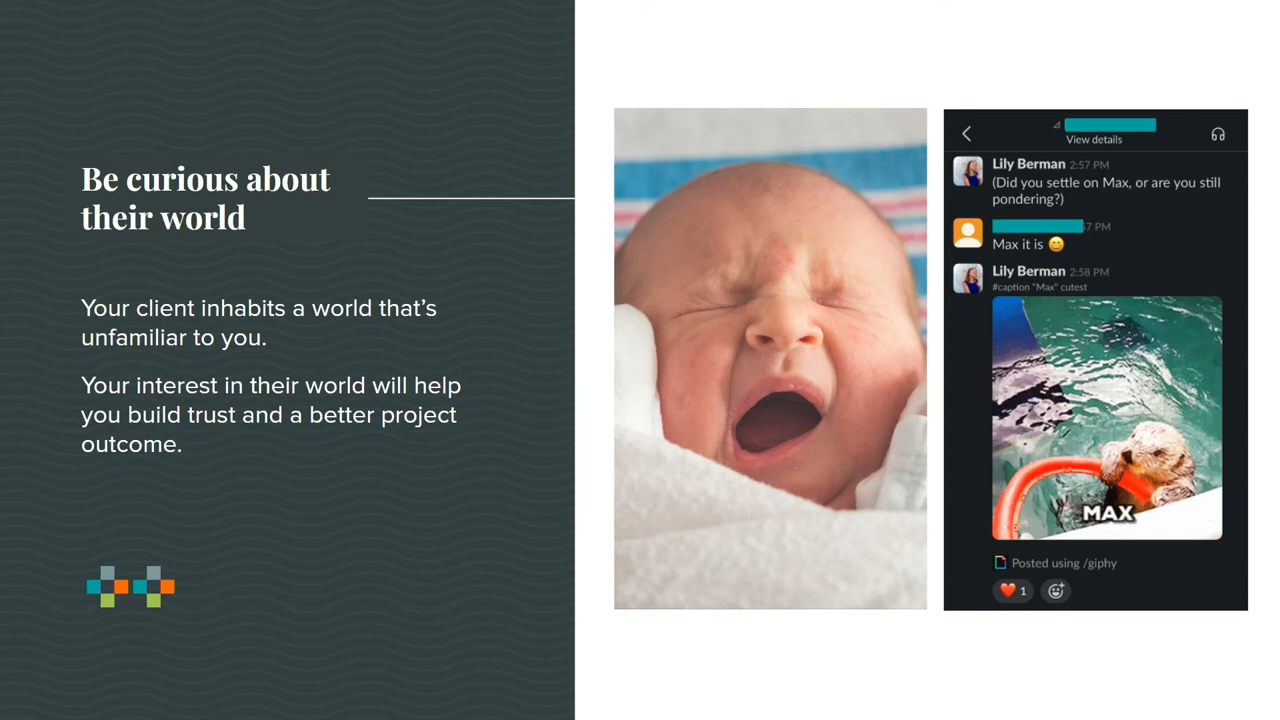 Be curious about
their world
Your client inhabits a world that's
unfamiliar to you.
Your interest in their world will help
you build trust and a better project
outcome.
View details
Lily Berman 2:57 PM
(Did you settle on Max, or are you still
pondering?)
7 PM
Max it is 😄
Lily Berman 2:58 PM
#caption "Max" cutest
MAX
Posted using /giphy
❤️ 1